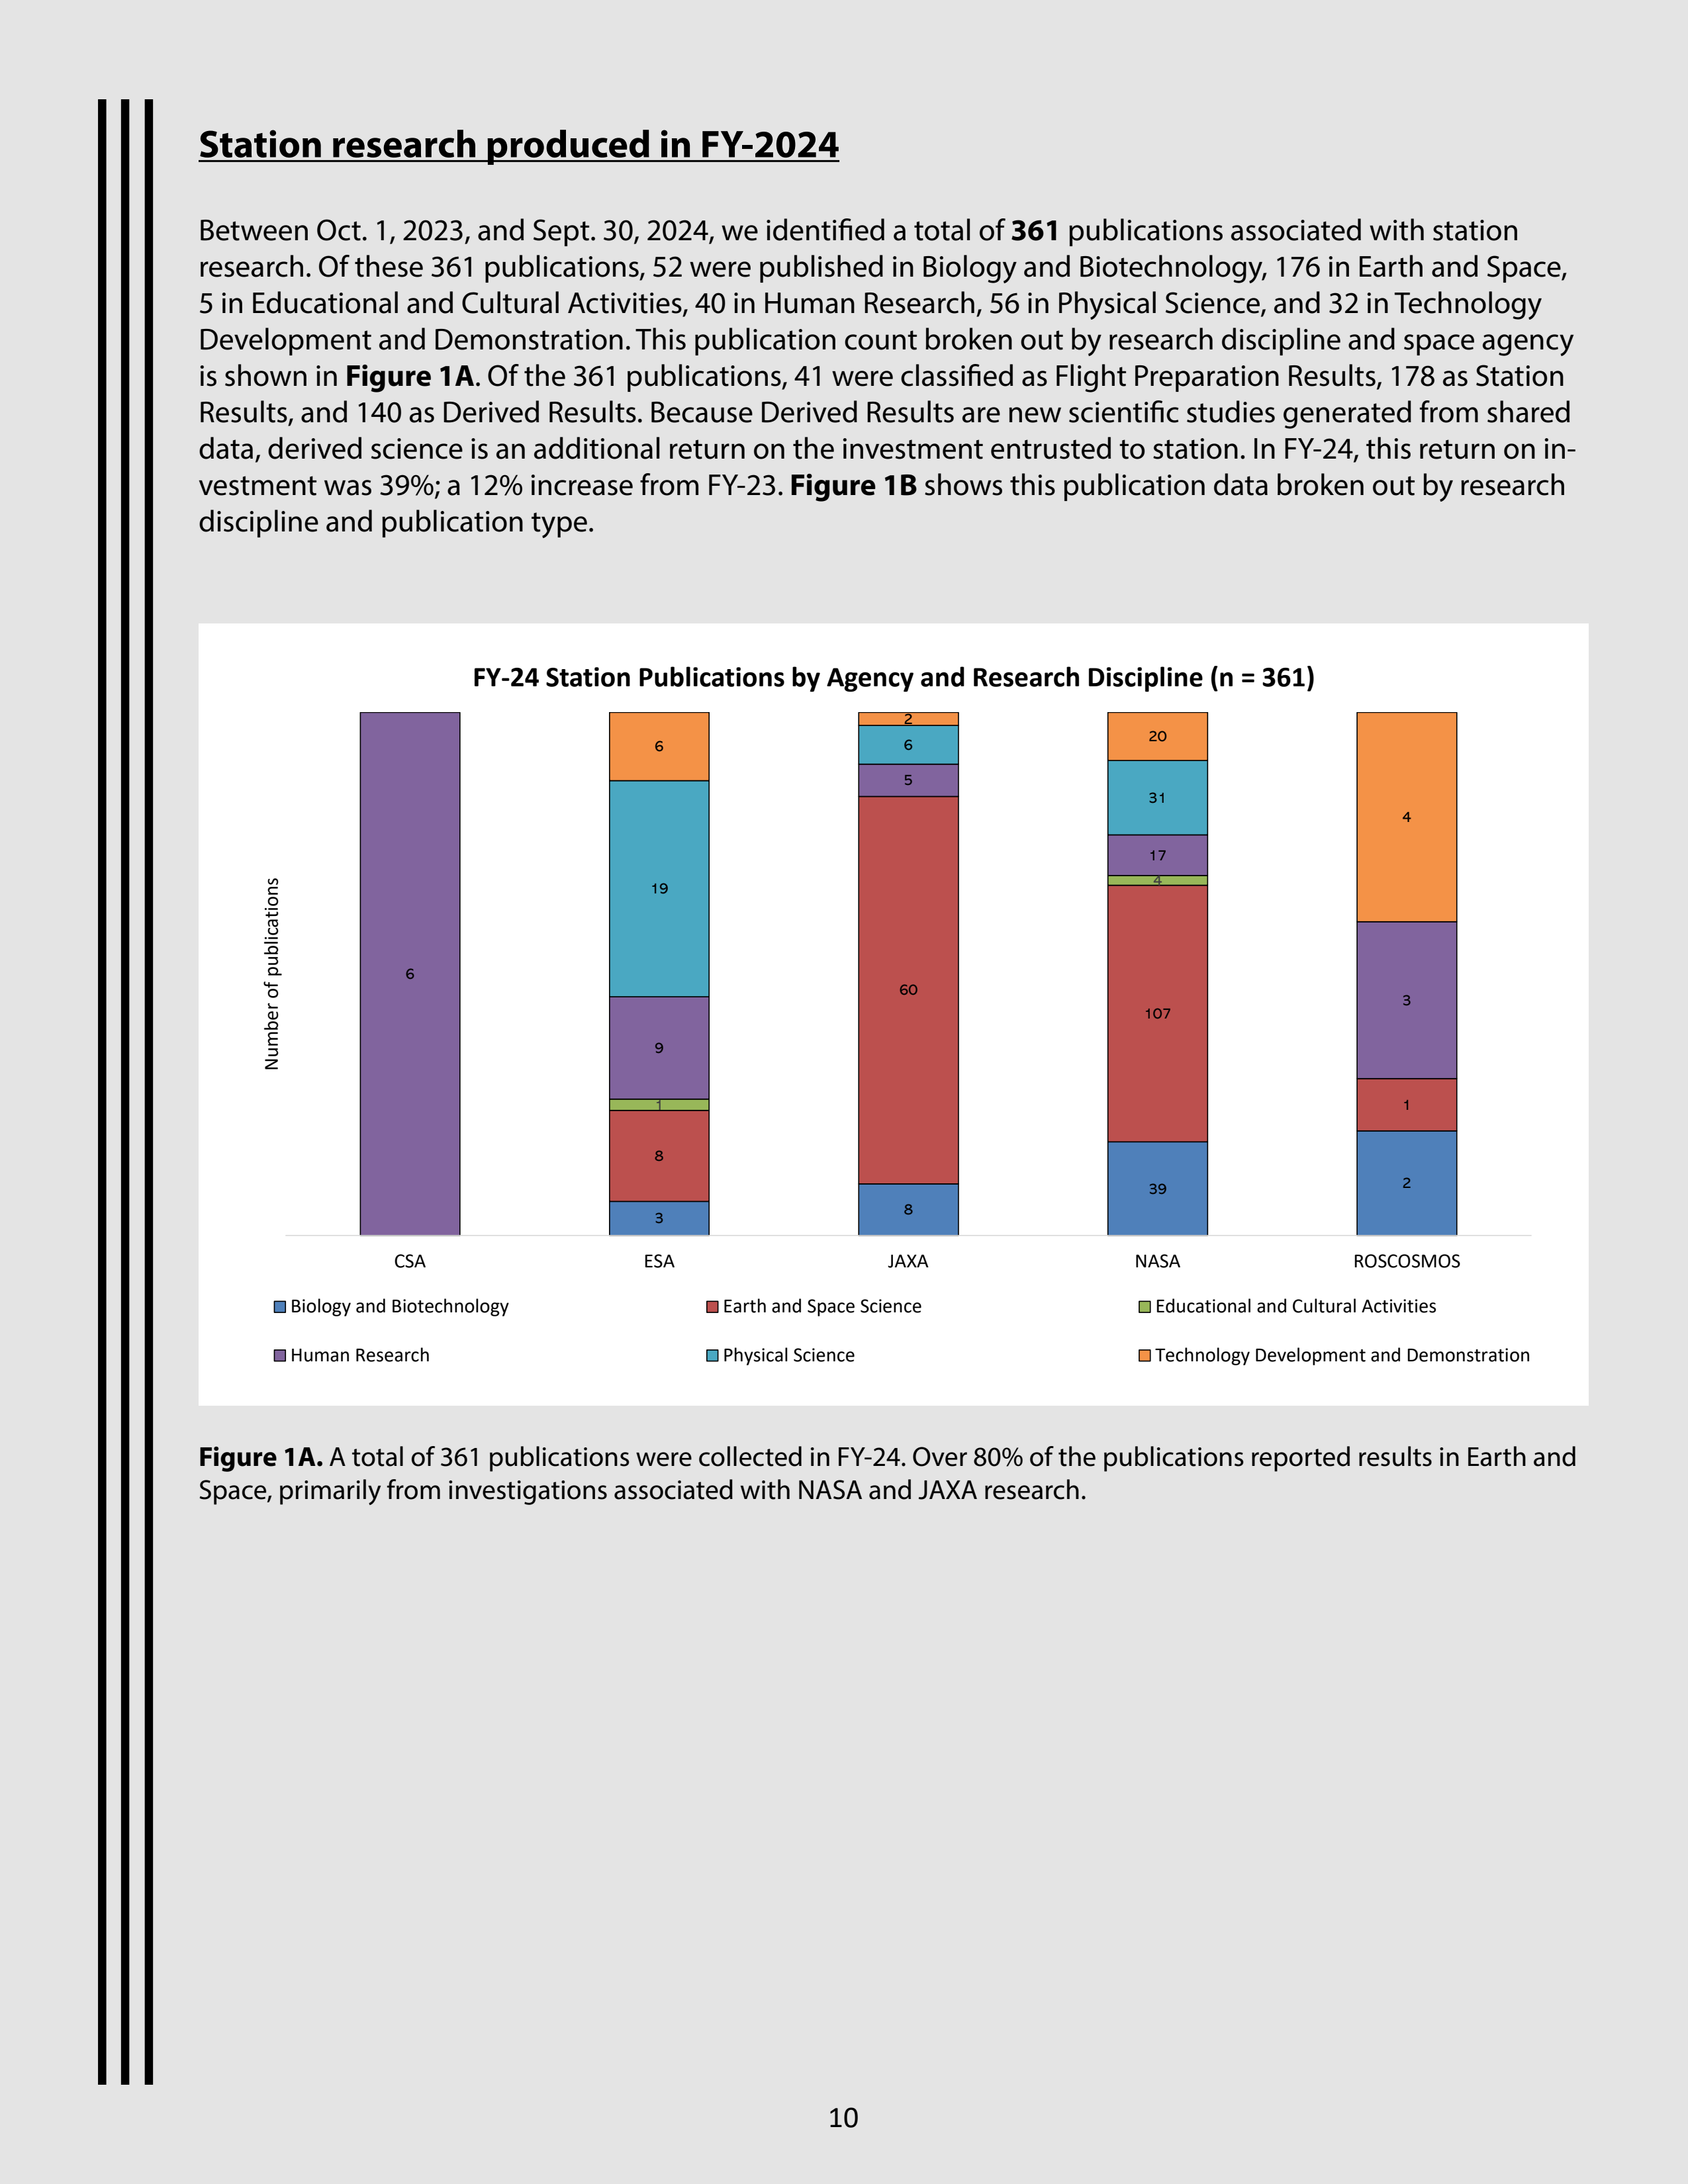 Station research produced in FY-2024
Between Oct. 1, 2023, and Sept. 30, 2024, we identified a total of 361 publications associated with station
research. Of these 361 publications, 52 were published in Biology and Biotechnology, 176 in Earth and Space,
5 in Educational and Cultural Activities, 40 in Human Research, 56 in Physical Science, and 32 in Technology
Development and Demonstration. This publication count broken out by research discipline and space agency
is shown in Figure 1A. Of the 361 publications, 41 were classified as Flight Preparation Results, 178 as Station
Results, and 140 as Derived Results. Because Derived Results are new scientific studies generated from shared
data, derived science is an additional return on the investment entrusted to station. In FY-24, this return on in-
vestment was 39%; a 12% increase from FY-23. Figure 1B shows this publication data broken out by research
discipline and publication type.
FY-24 Station Publications by Agency and Research Discipline (n = 361)
Number of publications
6
6
19
9
1
8
3
2
6
5
60
8
20
31
17
4
107
39
4
3
1
2
CSA ESA JAXA NASA ROSCOSMOS
Biology and Biotechnology Earth and Space Science Educational and Cultural Activities
Human Research Physical Science Technology Development and Demonstration
Figure 1A. A total of 361 publications were collected in FY-24. Over 80% of the publications reported results in Earth and
Space, primarily from investigations associated with NASA and JAXA research.
10